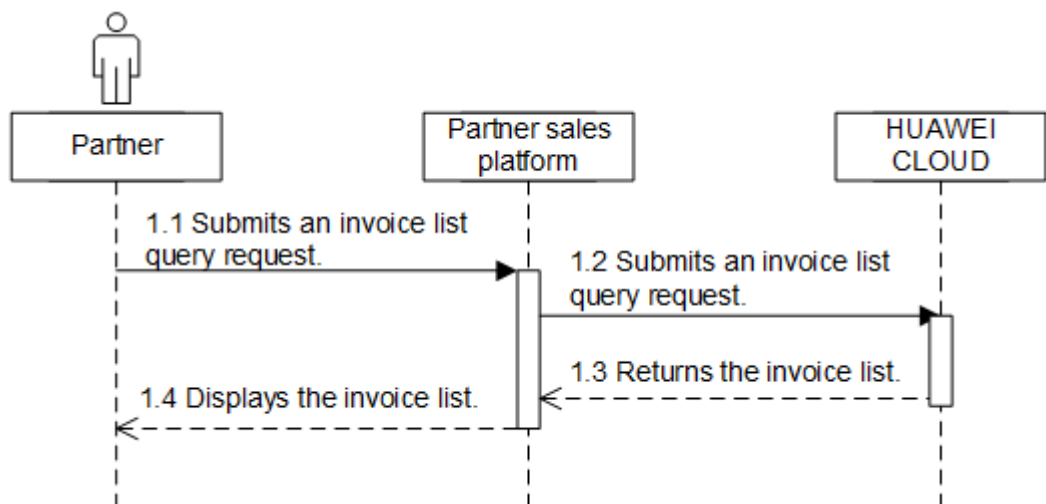 Partner
Partner sales
platform
HUAWEI
CLOUD
1.1 Submits an invoice list
query request.
1.2 Submits an invoice list
query request.
1.3 Returns the invoice list.
1.4 Displays the invoice list.